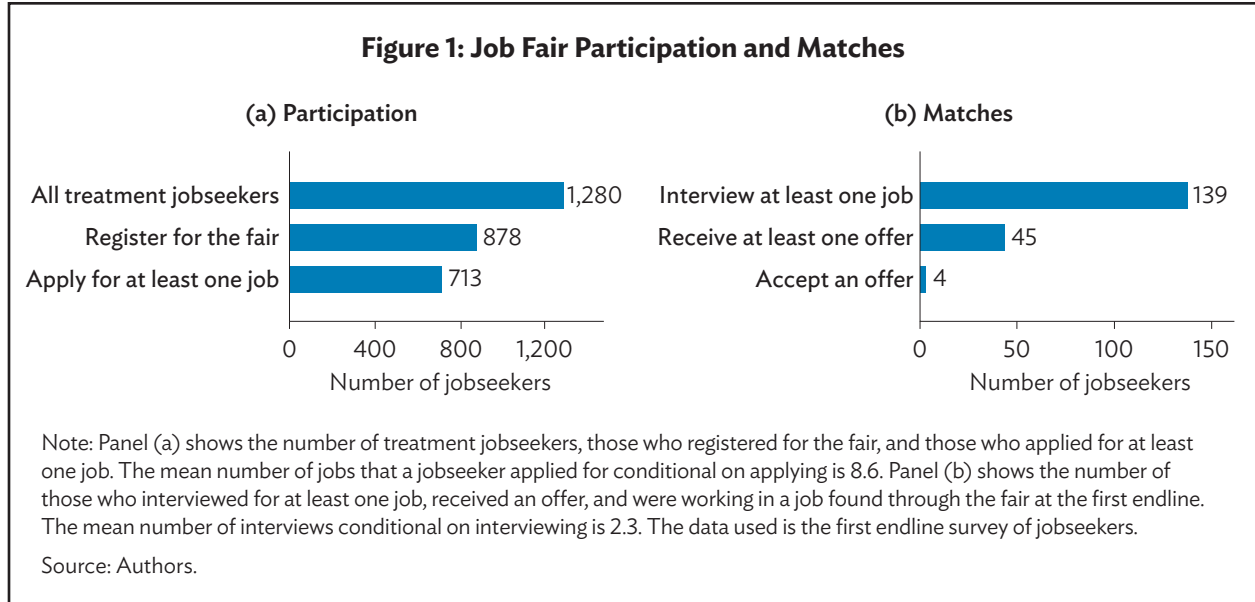 Figure 1: Job Fair Participation and Matches
(a) Participation
All treatment jobseekers 1,280
Register for the fair 878
Apply for at least one job 713
0 400 800 1,200
Number of jobseekers
(b) Matches
Interview at least one job 139
Receive at least one offer 45
Accept an offer 4
0 50 100 150
Number of jobseekers
Note: Panel (a) shows the number of treatment jobseekers, those who registered for the fair, and those who applied for at least
one job. The mean number of jobs that a jobseeker applied for conditional on applying is 8.6. Panel (b) shows the number of
those who interviewed for at least one job, received an offer, and were working in a job found through the fair at the first endline.
The mean number of interviews conditional on interviewing is 2.3. The data used is the first endline survey of jobseekers.
Source: Authors.